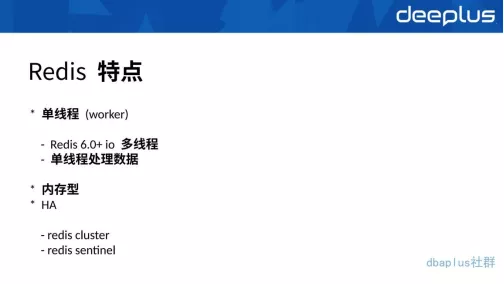 deeplus
Redis 特点
* 单线程 (worker)
- Redis 6.0+ io 多线程
- 单线程处理数据
* 内存型
* HA
- redis cluster
- redis sentinel
dbaplus社群